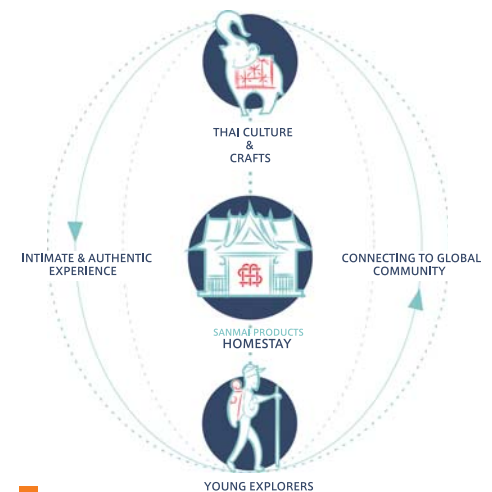 THAI CULTURE
&
CRAFTS
INTIMATE & AUTHENTIC
EXPERIENCE
CONNECTING TO GLOBAL
COMMUNITY
SANMAI PRODUCTS
HOMESTAY
YOUNG EXPLORERS